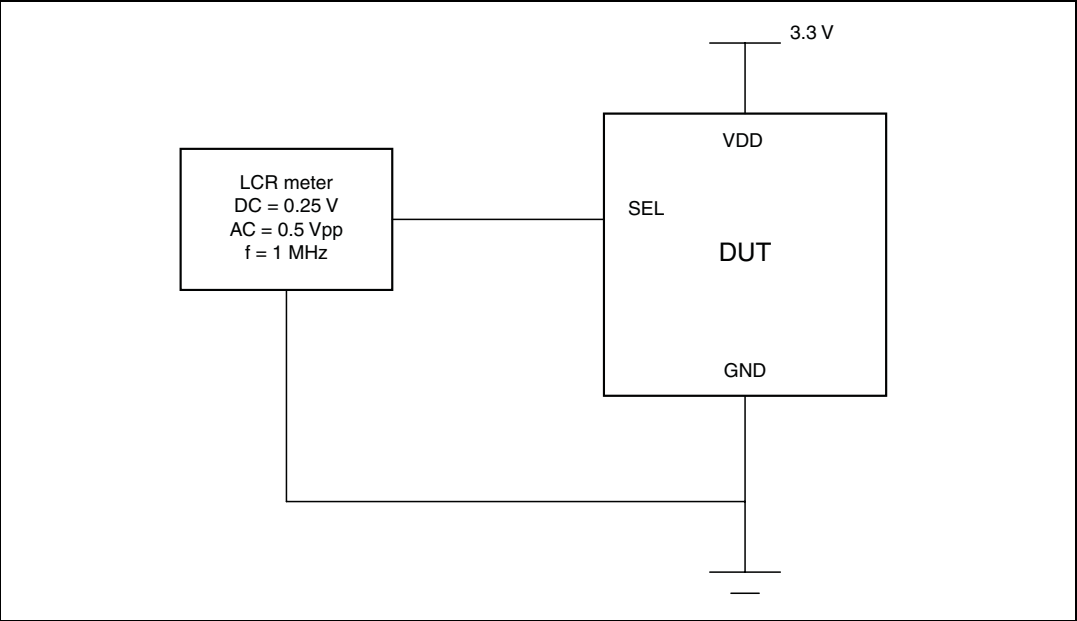 3.3 V
VDD
LCR meter
DC = 0.25 V
AC = 0.5 Vpp
f = 1 MHz
SEL
DUT
GND